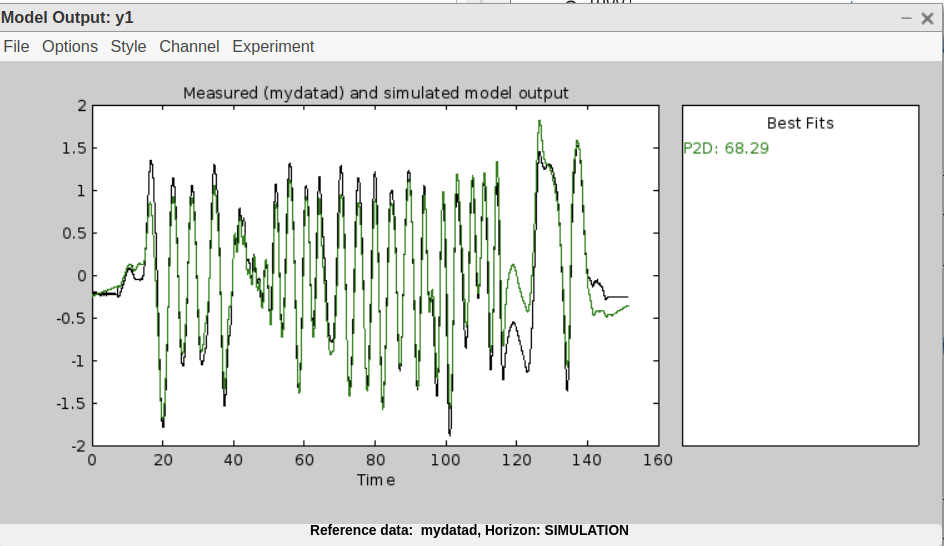 Model Output: y1
File Options Style Channel Experiment
Measured (mydatad) and simulated model output
Best Fits
P2D: 68.29
2
1.5
1
0.5
0
-0.5
-1
-1.5
-2
0 20 40 60 80 100 120 140 160
Time
Reference data: mydatad, Horizon: SIMULATION